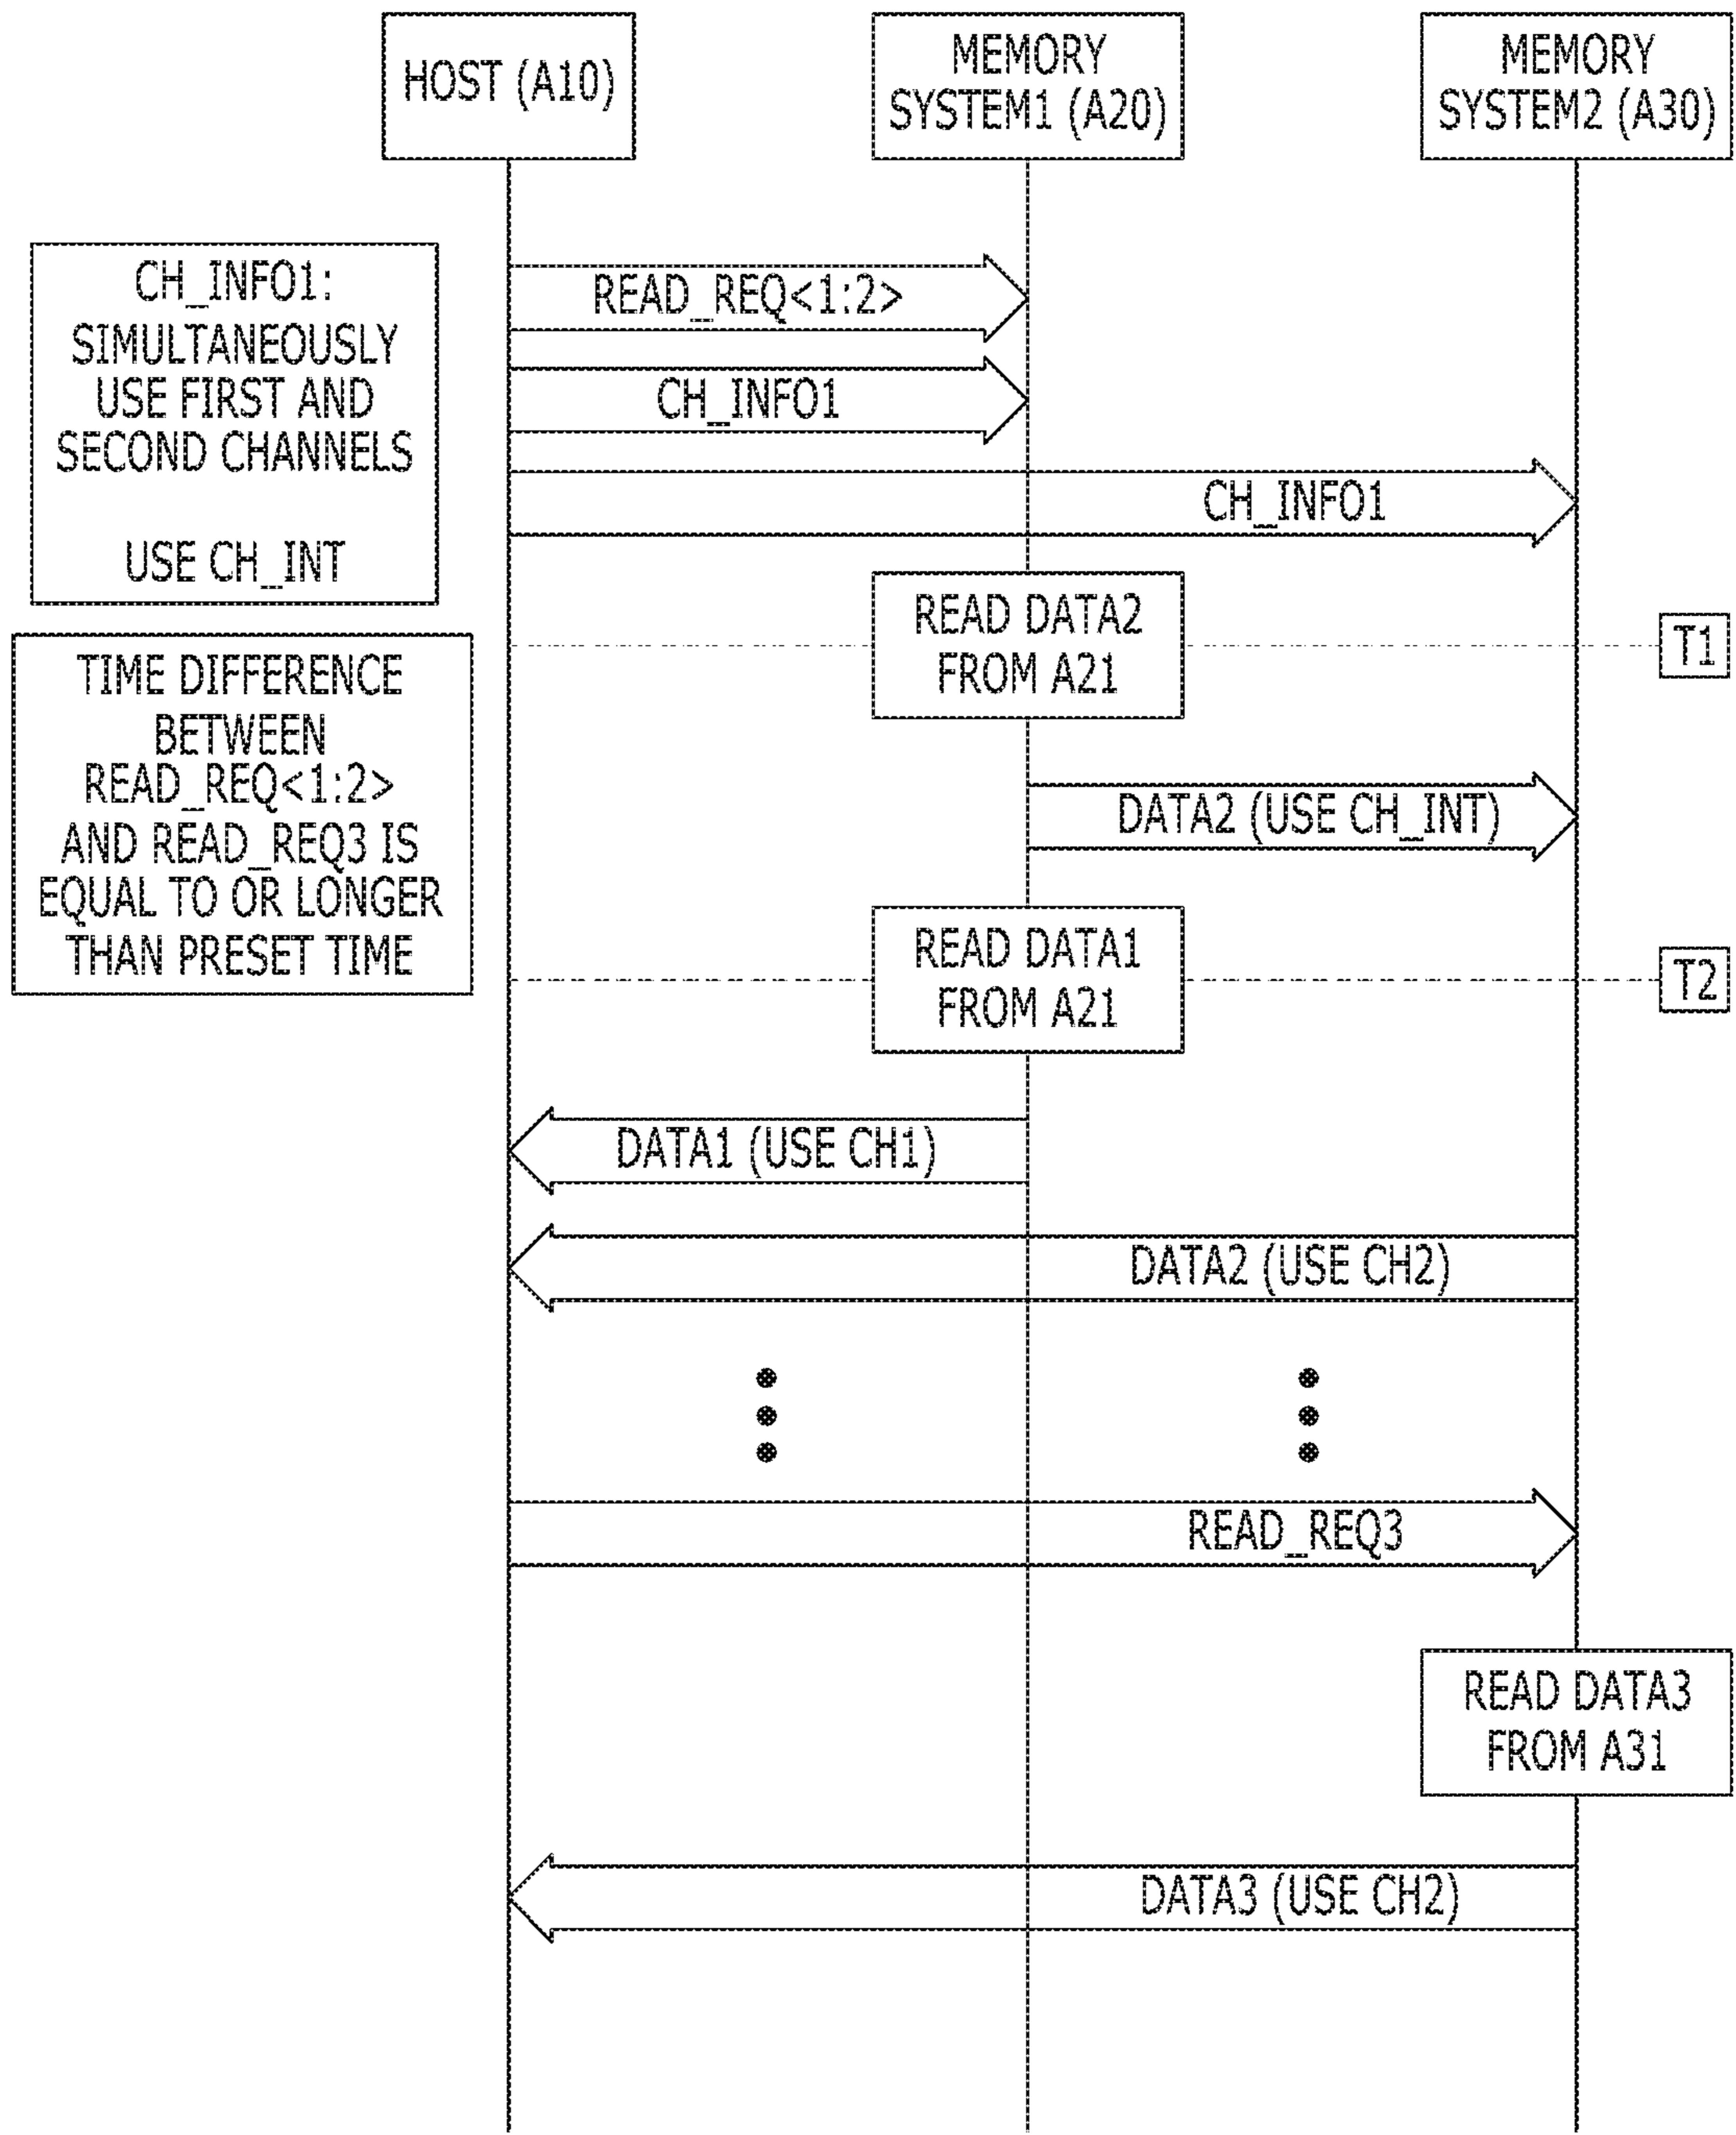 HOST (A10)
MEMORY
SYSTEM1 (A20)
MEMORY
SYSTEM2 (A30)
CH_INFO1:
SIMULTANEOUSLY
USE FIRST AND
SECOND CHANNELS
USE CH_INT
READ_REQ<1:2>
CH_INFO1
CH_INFO1
READ DATA2
FROM A21
T1
TIME DIFFERENCE
BETWEEN
READ_REQ<1:2>
AND READ_REQ3 IS
EQUAL TO OR LONGER
THAN PRESET TIME
DATA2 (USE CH_INT)
READ DATA1
FROM A21
T2
DATA1 (USE CH1)
DATA2 (USE CH2)
READ_REQ3
READ DATA3
FROM A31
DATA3 (USE CH2)